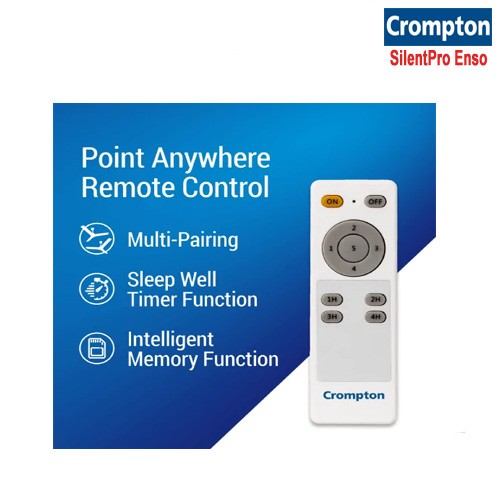 Crompton
SilentPro Enso
Point Anywhere
Remote Control
Multi-Pairing
Sleep Well
Timer Function
Intelligent
Memory Function
ON OFF
2
1 5 3
4
1H 2H
3H 4H
Crompton